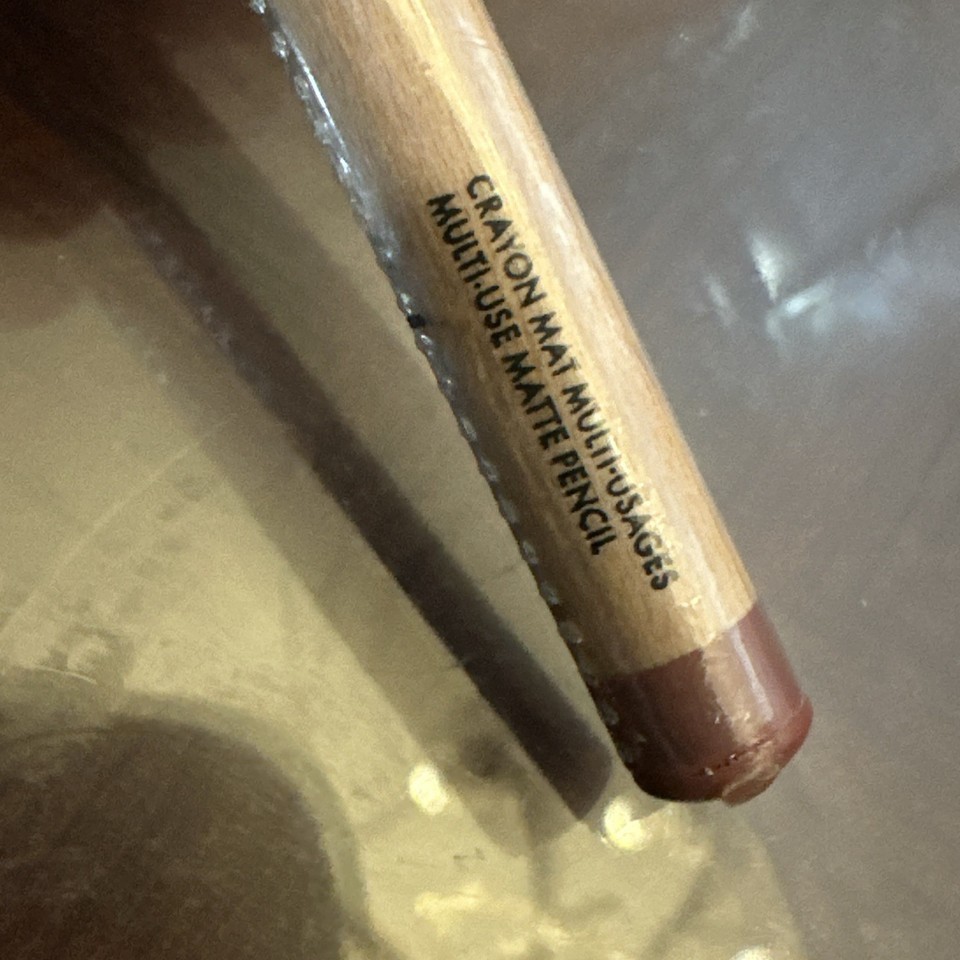 CRAYON MAT MULTI-USAGES
MULTI-USE MATTE PENCIL